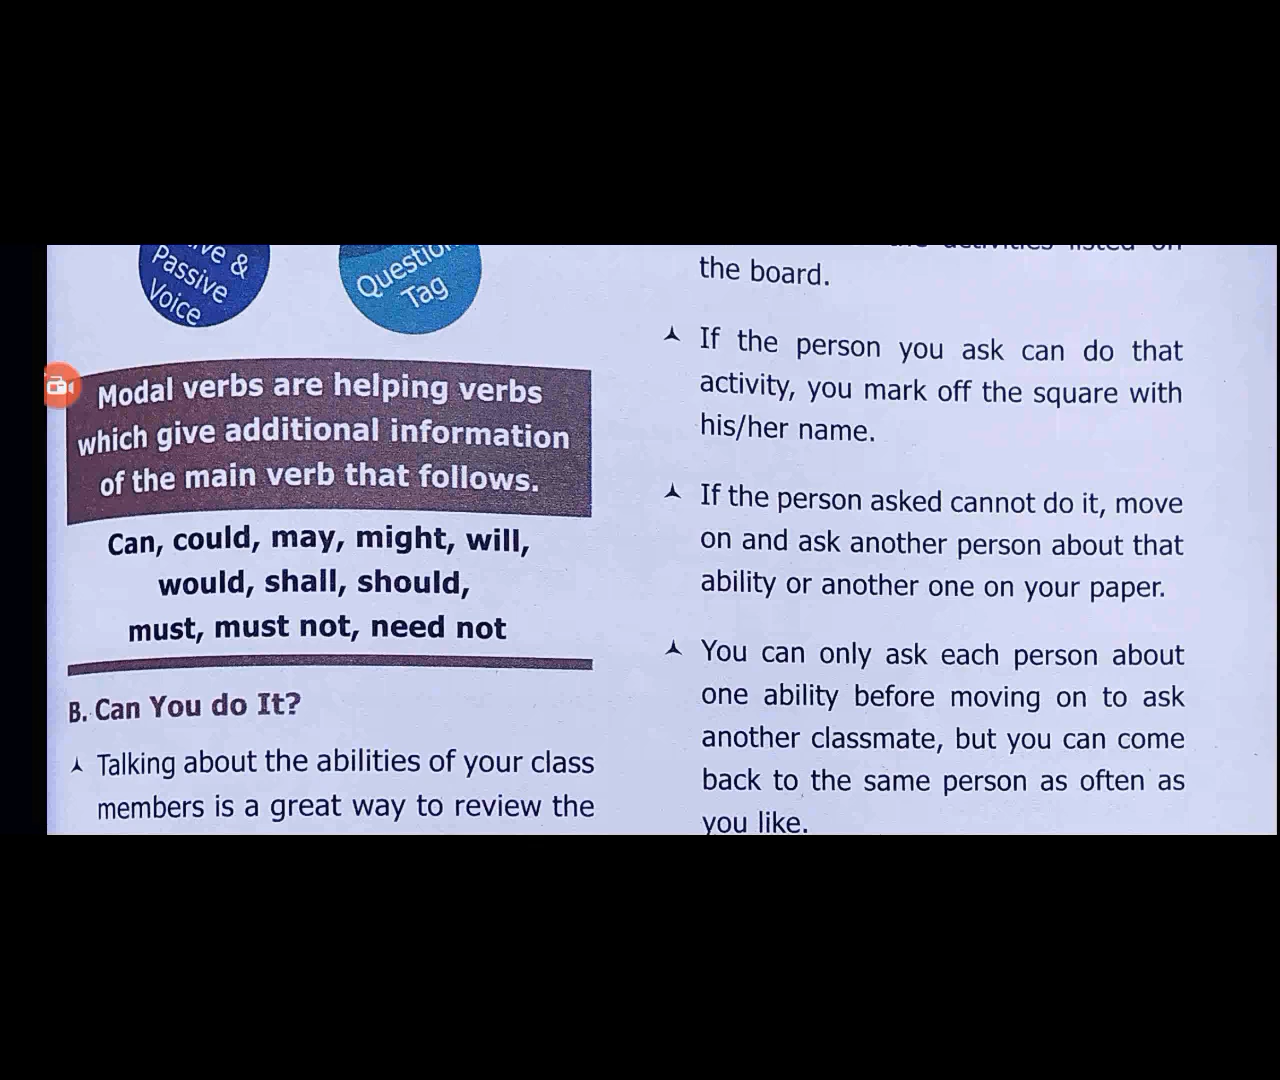 ve &
Passive
Voice
Question
Tag
Modal verbs are helping verbs
which give additional information
of the main verb that follows.
Can, could, may, might, will,
would, shall, should,
must, must not, need not
B. Can You do It?
Talking about the abilities of your class
members is a great way to review the
activities listed on
the board.
If the person you ask can do that
activity, you mark off the square with
his/her name.
If the person asked cannot do it, move
on and ask another person about that
ability or another one on your paper.
You can only ask each person about
one ability before moving on to ask
another classmate, but you can come
back to the same person as often as
you like.